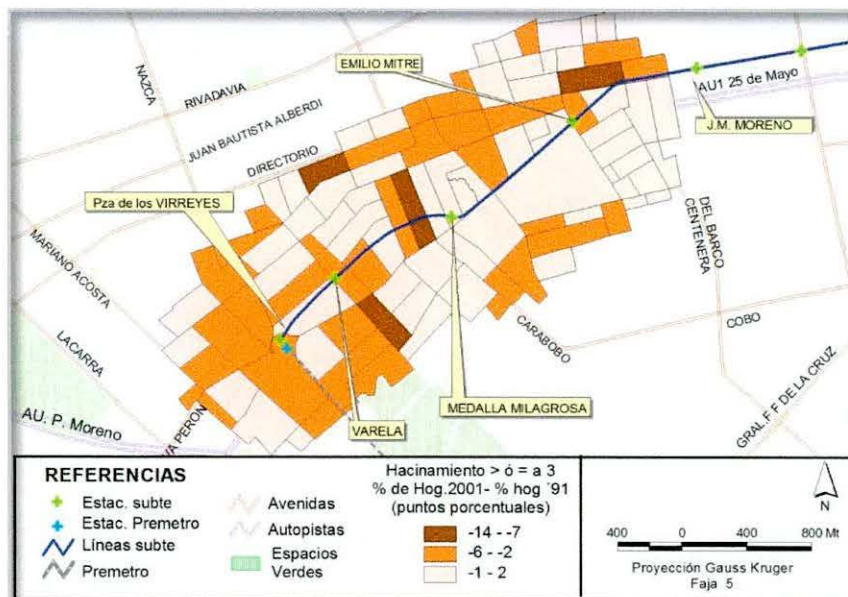 EMILIO MITRE
NAZCA
RIVADAVIA
AU1 25 de Mayo
JUAN BAUTISTA ALBERDI
J.M. MORENO
DIRECTORIO
Pza de los VIRREYES
MARIANO ACOSTA
DEL BARCO
CENTENERA
LACARRA
CARABOBO
COBO
AU. P. Moreno
VA PERON
VARELA
MEDALLA MILAGROSA
GRAL.F F DE LA CRUZ
REFERENCIAS
Estac. subte
Estac. Premetro
Líneas subte
Premetro
Avenidas
Autopistas
Espacios
Verdes
Hacinamiento > ó = a 3
% de Hog.2001- % hog ´91
(puntos porcentuales)
-14 - -7
-6 - -2
-1 - 2
N
400 0 400 800 Mt
Proyección Gauss Kruger
Faja 5